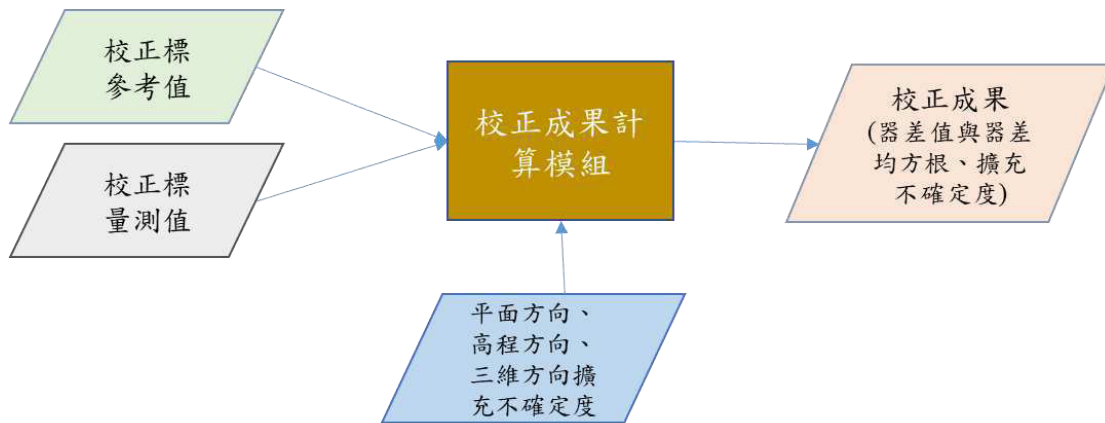 校正標
參考值
校正標
量測值
校正成果計
算模組
校正成果
(器差值與器差
均方根、擴充
不確定度)
平面方向、
高程方向、
三維方向擴
充不確定度